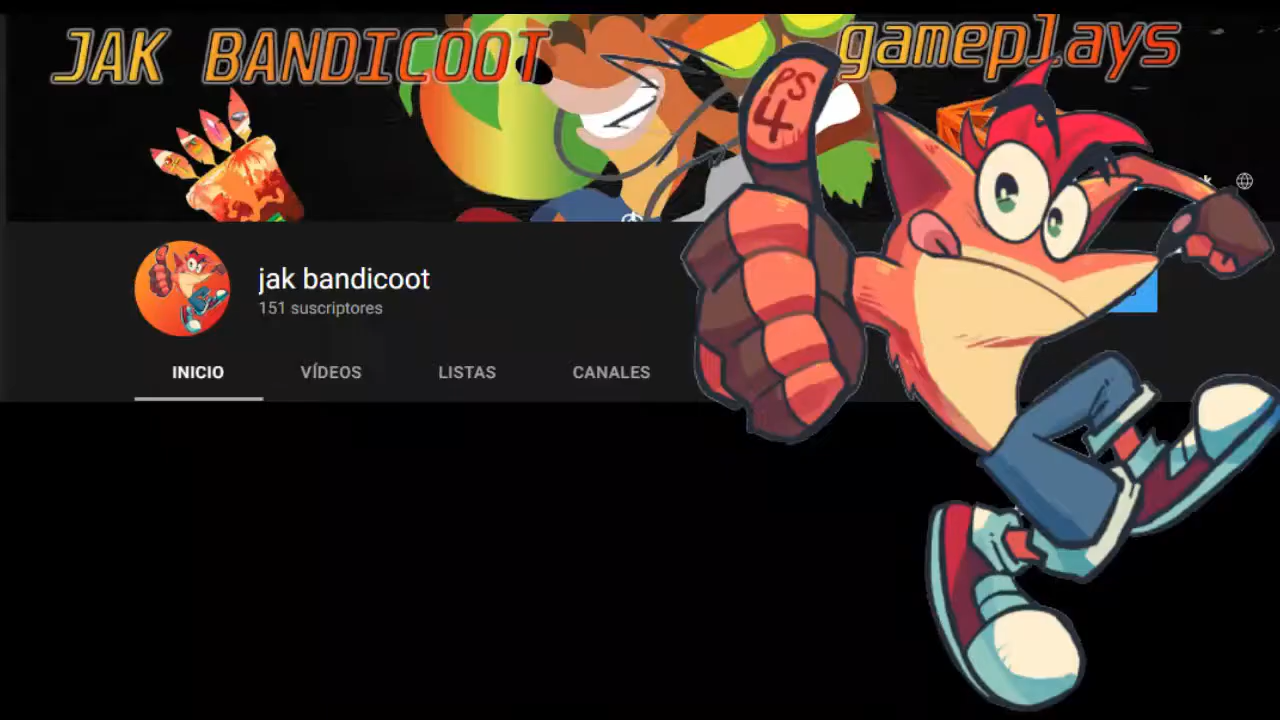 JAK BANDICOOT
gameplays
PS
4
jak bandicoot
151 suscriptores
INICIO
VÍDEOS
LISTAS
CANALES